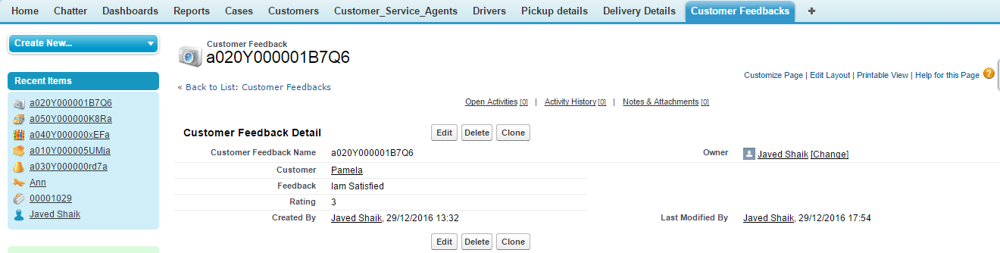 Home Chatter Dashboards Reports Cases Customers Customer_Service_Agents Drivers Pickup details Delivery Details Customer Feedbacks +
Create New...
Customer Feedback
a020Y000001B7Q6
Customize Page | Edit Layout | Printable View | Help for this Page ?
Recent Items
« Back to List: Customer Feedbacks
a020Y000001B7Q6
a050Y000000K8Ra
a040Y000000xEFa
a010Y000005UMja
a030Y000000rd7a
Ann
00001029
Javed Shaik
Open Activities [0] | Activity History [0] | Notes & Attachments [0]
Customer Feedback Detail Edit Delete Clone
Customer Feedback Name a020Y000001B7Q6 Owner Javed Shaik [Change]
Customer Pamela
Feedback Iam Satisfied
Rating 3
Created By Javed Shaik, 29/12/2016 13:32 Last Modified By Javed Shaik, 29/12/2016 17:54
Edit Delete Clone